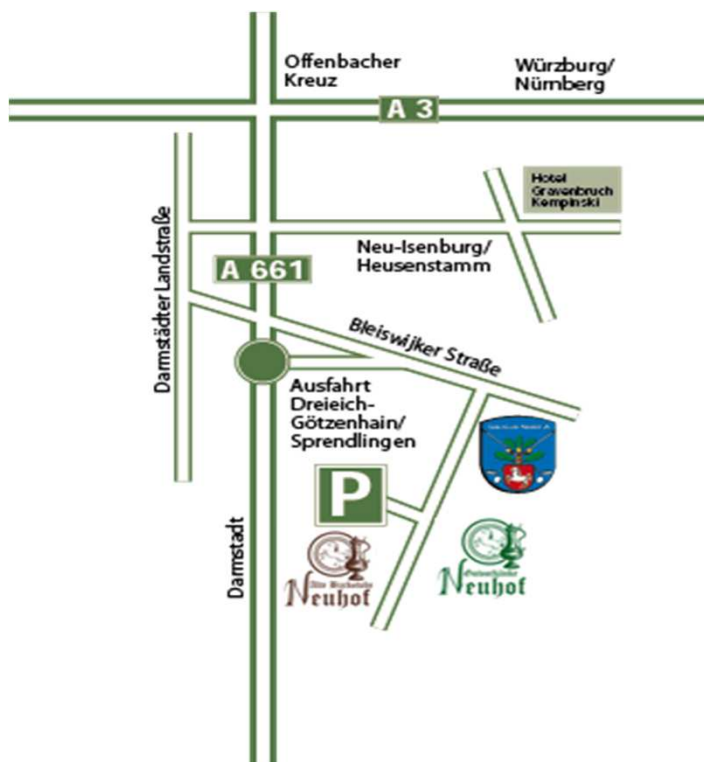 Offenbacher
Kreuz
Würzburg/
Nürnberg
A 3
Hotel
Gravenbruch
Kempinski
Darmstädter Landstraße
Neu-Isenburg/
Heusenstamm
A 661
Bleiswijker Straße
Ausfahrt
Dreieich-
Götzenhain/
Sprendlingen
P
Darmstadt
Neuhof
Neuhof